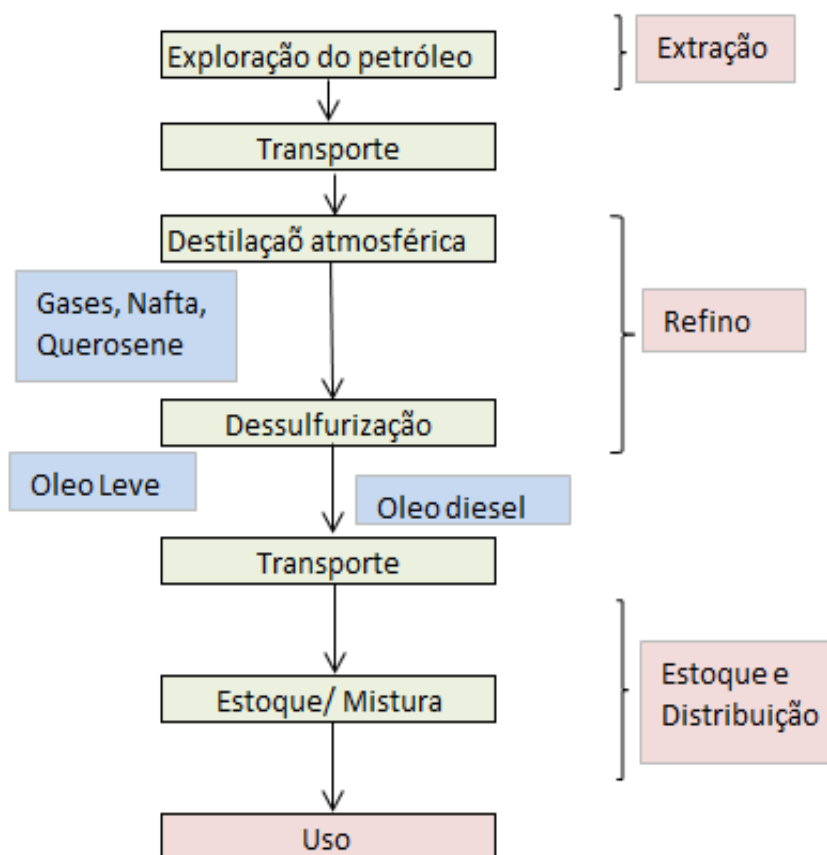 Exploração do petróleo
Extração
Transporte
Destilaçaõ atmosférica
Gases, Nafta,
Querosene
Refino
Dessulfurização
Oleo Leve
Oleo diesel
Transporte
Estoque/ Mistura
Estoque e
Distribuição
Uso